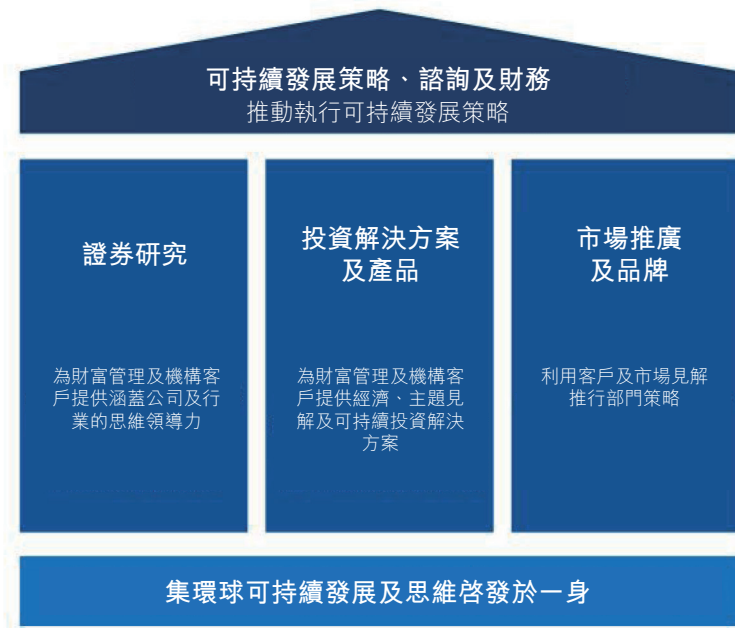 可持續發展策略、諮詢及財務
推動執行可持續發展策略
證券研究
為財富管理及機構客
戶提供涵蓋公司及行
業的思維領導力
投資解決方案
及產品
為財富管理及機構客
戶提供經濟、主題見
解及可持續投資解決
方案
市場推廣
及品牌
利用客戶及市場見解
推行部門策略
集環球可持續發展及思維啓發於一身